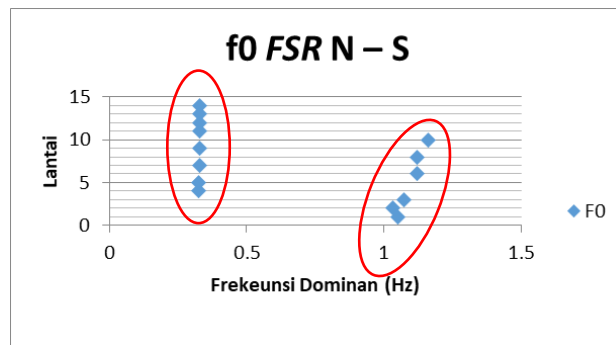 f0 FSR N – S
15
10
5
0
Lantai
0 0.5 1 1.5
Frekeunsi Dominan (Hz)
F0